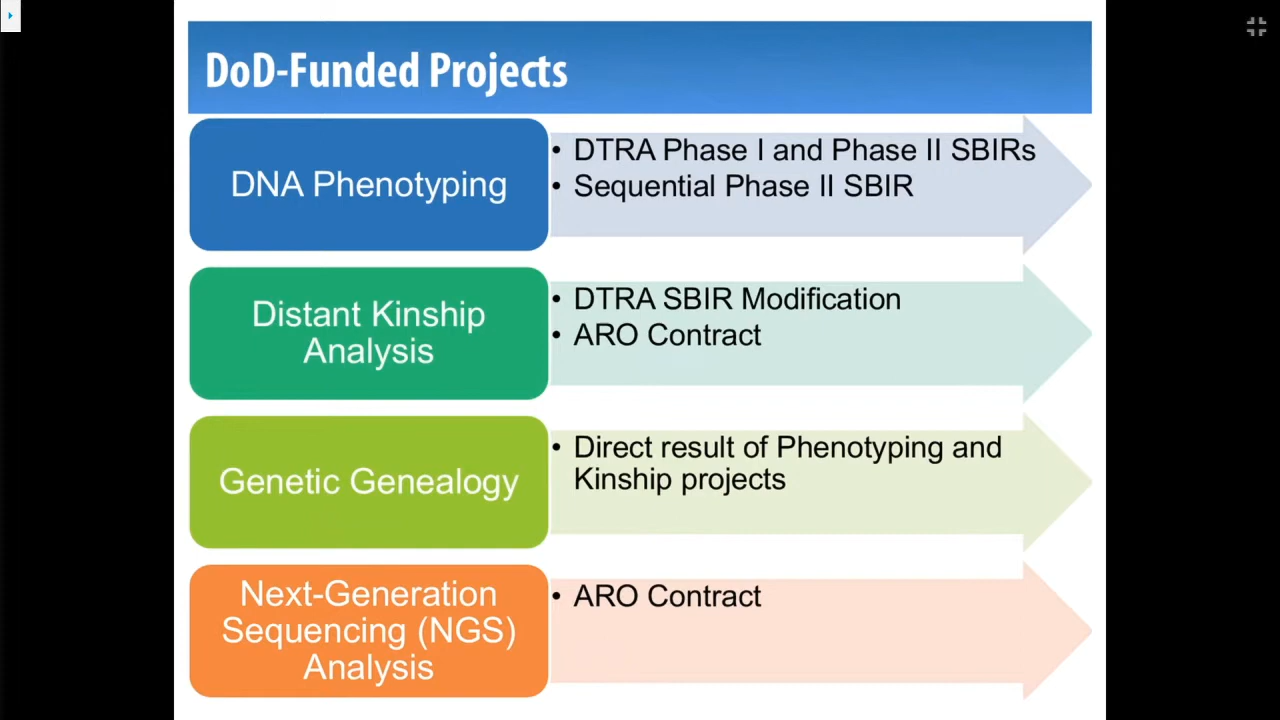 DoD-Funded Projects
DNA Phenotyping
• DTRA Phase I and Phase II SBIRs
• Sequential Phase II SBIR
Distant Kinship
Analysis
• DTRA SBIR Modification
• ARO Contract
Genetic Genealogy
• Direct result of Phenotyping and
Kinship projects
Next-Generation
Sequencing (NGS)
Analysis
• ARO Contract